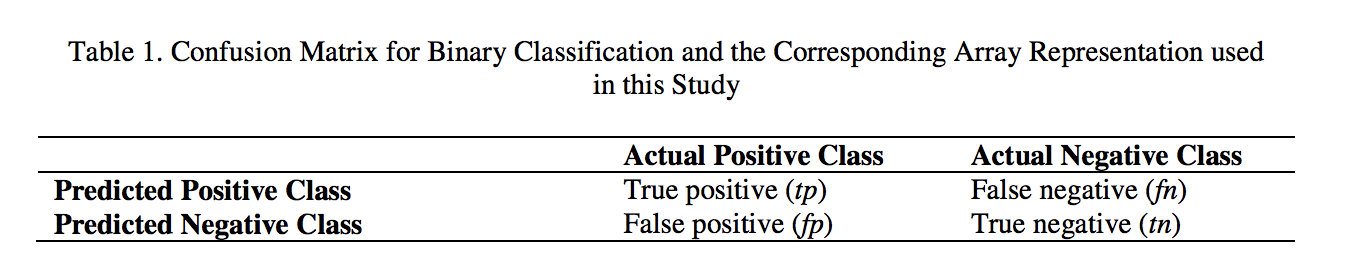 Table 1. Confusion Matrix for Binary Classification and the Corresponding Array Representation used
in this Study
Actual Positive Class Actual Negative Class
Predicted Positive Class True positive (tp) False negative (fn)
Predicted Negative Class False positive (fp) True negative (tn)